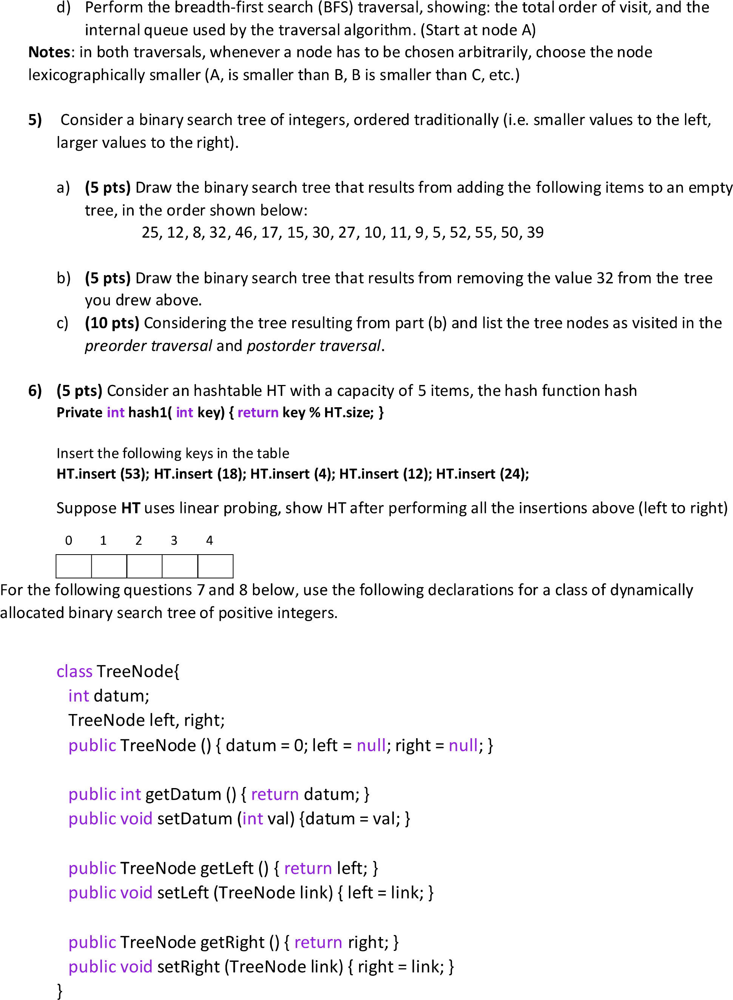 d) Perform the breadth-first search (BFS) traversal, showing: the total order of visit, and the
internal queue used by the traversal algorithm. (Start at node A)
Notes: in both traversals, whenever a node has to be chosen arbitrarily, choose the node
lexicographically smaller (A, is smaller than B, B is smaller than C, etc.)
5) Consider a binary search tree of integers, ordered traditionally (i.e. smaller values to the left,
larger values to the right).
a) (5 pts) Draw the binary search tree that results from adding the following items to an empty
tree, in the order shown below:
25, 12, 8, 32, 46, 17, 15, 30, 27, 10, 11, 9, 5, 52, 55, 50, 39
b) (5 pts) Draw the binary search tree that results from removing the value 32 from the tree
you drew above.
c) (10 pts) Considering the tree resulting from part (b) and list the tree nodes as visited in the
preorder traversal and postorder traversal.
6) (5 pts) Consider an hashtable HT with a capacity of 5 items, the hash function hash
Private int hash1( int key) { return key % HT.size; }
Insert the following keys in the table
HT.insert (53); HT.insert (18); HT.insert (4); HT.insert (12); HT.insert (24);
Suppose HT uses linear probing, show HT after performing all the insertions above (left to right)
0 1 2 3 4
For the following questions 7 and 8 below, use the following declarations for a class of dynamically
allocated binary search tree of positive integers.
class TreeNode{
int datum;
TreeNode left, right;
public TreeNode () { datum = 0; left = null; right = null; }
public int getDatum () { return datum; }
public void setDatum (int val) {datum = val; }
public TreeNode getLeft () { return left; }
public void setLeft (TreeNode link) { left = link; }
public TreeNode getRight () { return right; }
public void setRight (TreeNode link) { right = link; }
}